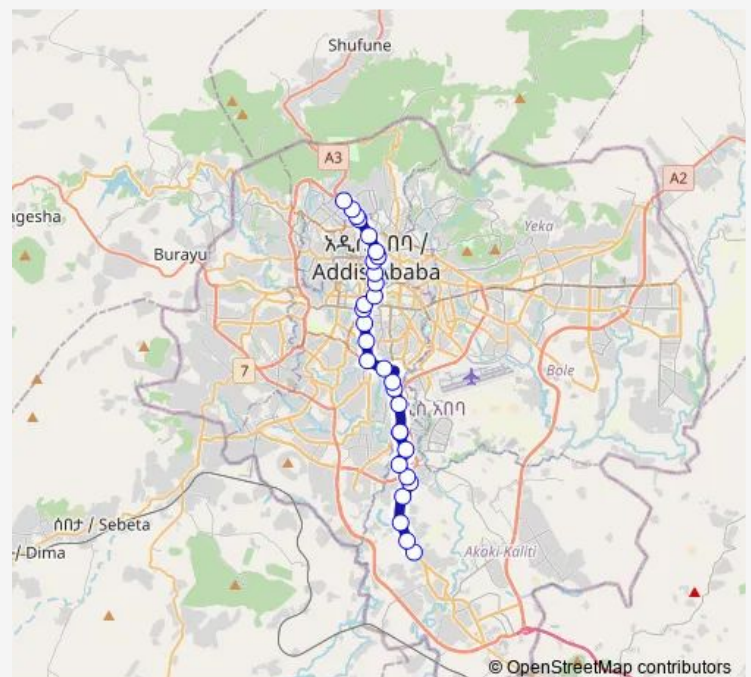 Shufune
A3
A2
agesha
Yeka
Burayu
Addis Ababa
7
Bole
ሰበታ / Sebeta
-/ Dima
Akaki-Kaliti
© OpenStreetMap contributors